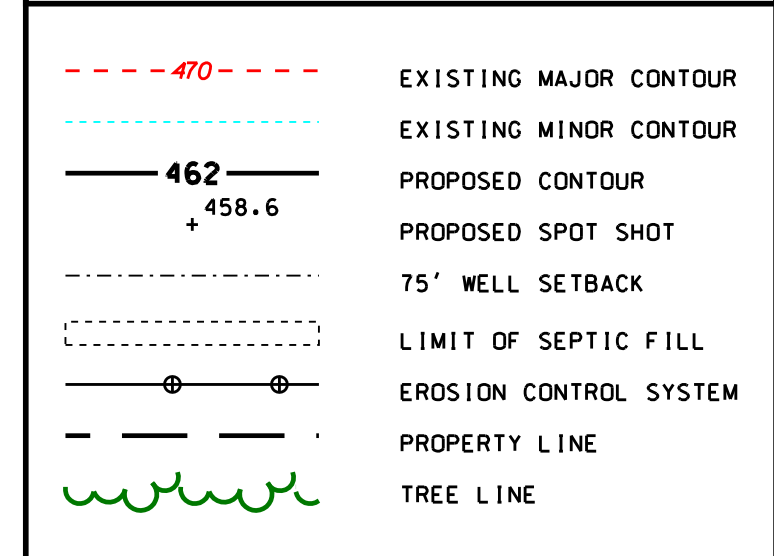 470 EXISTING MAJOR CONTOUR
EXISTING MINOR CONTOUR
462 PROPOSED CONTOUR
458.6
PROPOSED SPOT SHOT
75' WELL SETBACK
LIMIT OF SEPTIC FILL
EROSION CONTROL SYSTEM
PROPERTY LINE
TREE LINE